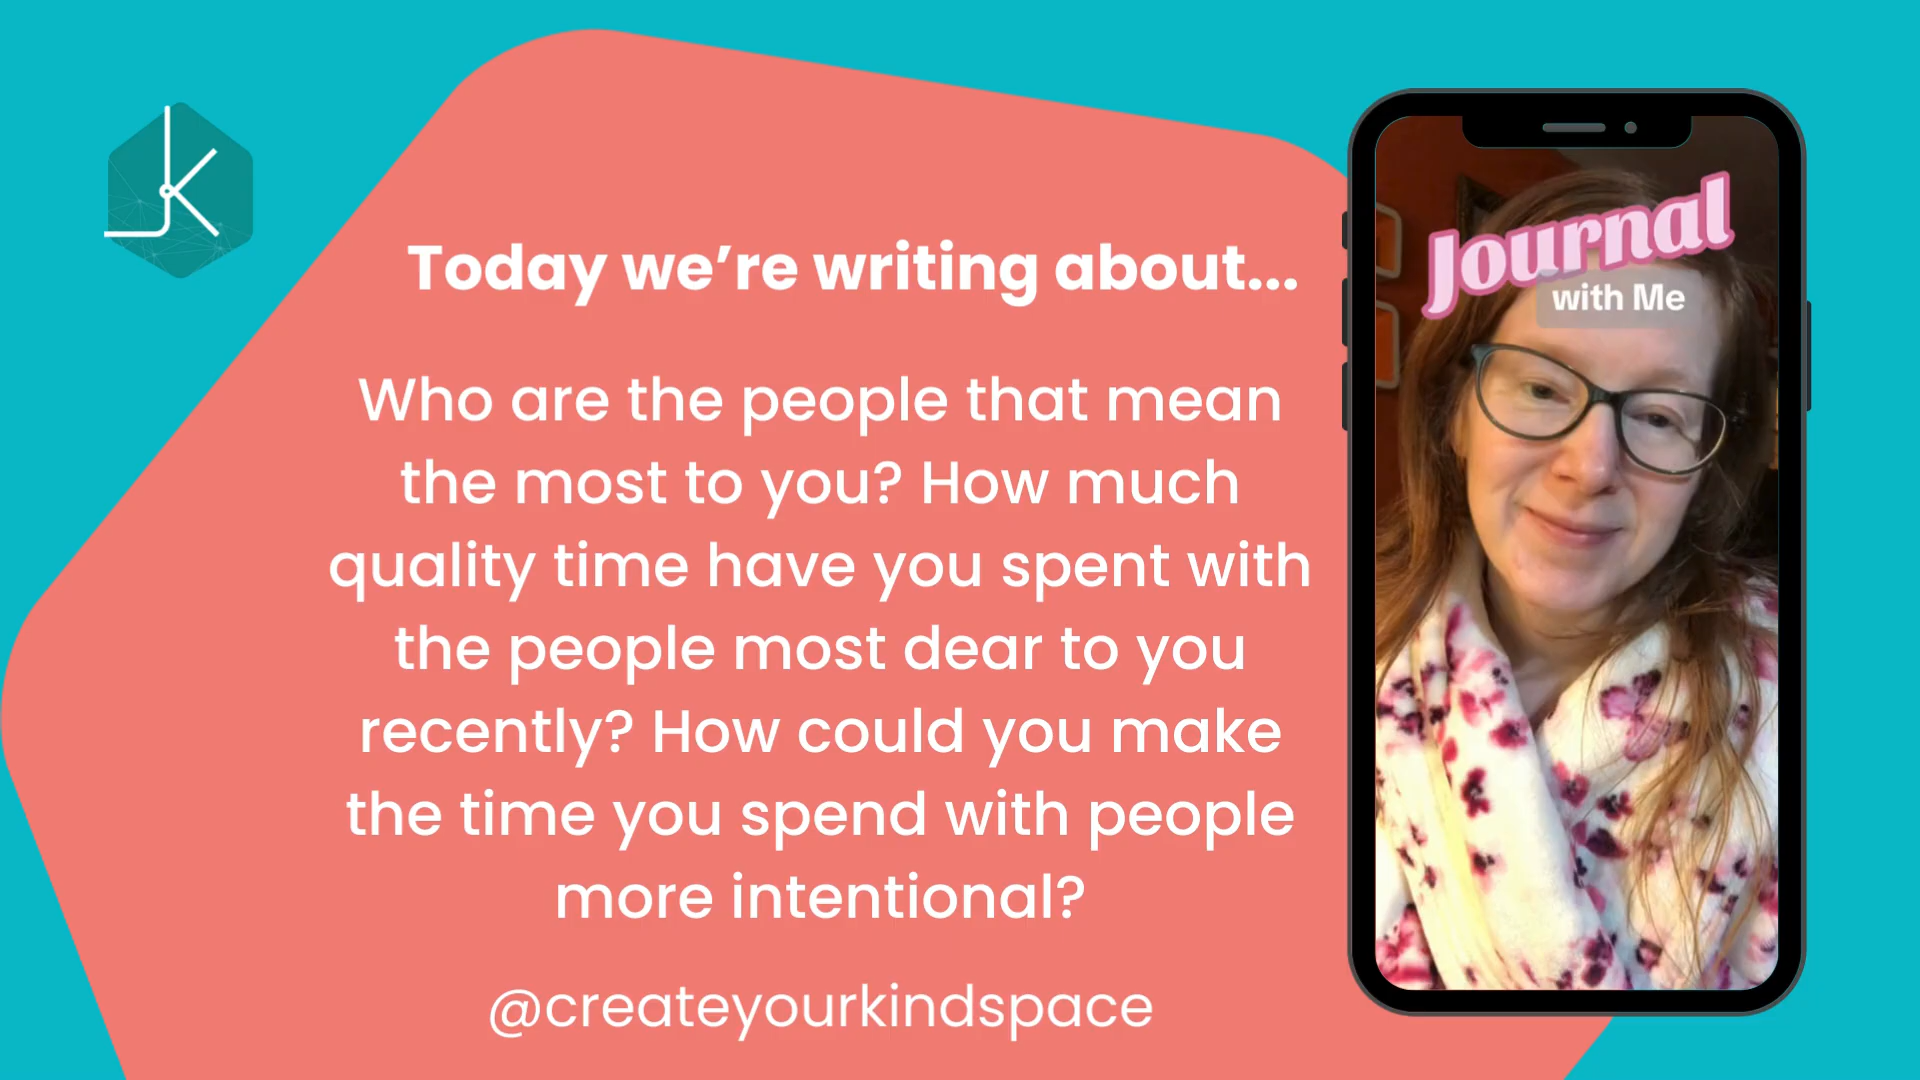 JK
Today we’re writing about...
Who are the people that mean
the most to you? How much
quality time have you spent with
the people most dear to you
recently? How could you make
the time you spend with people
more intentional?
@createyourkindspace
Journal
with Me